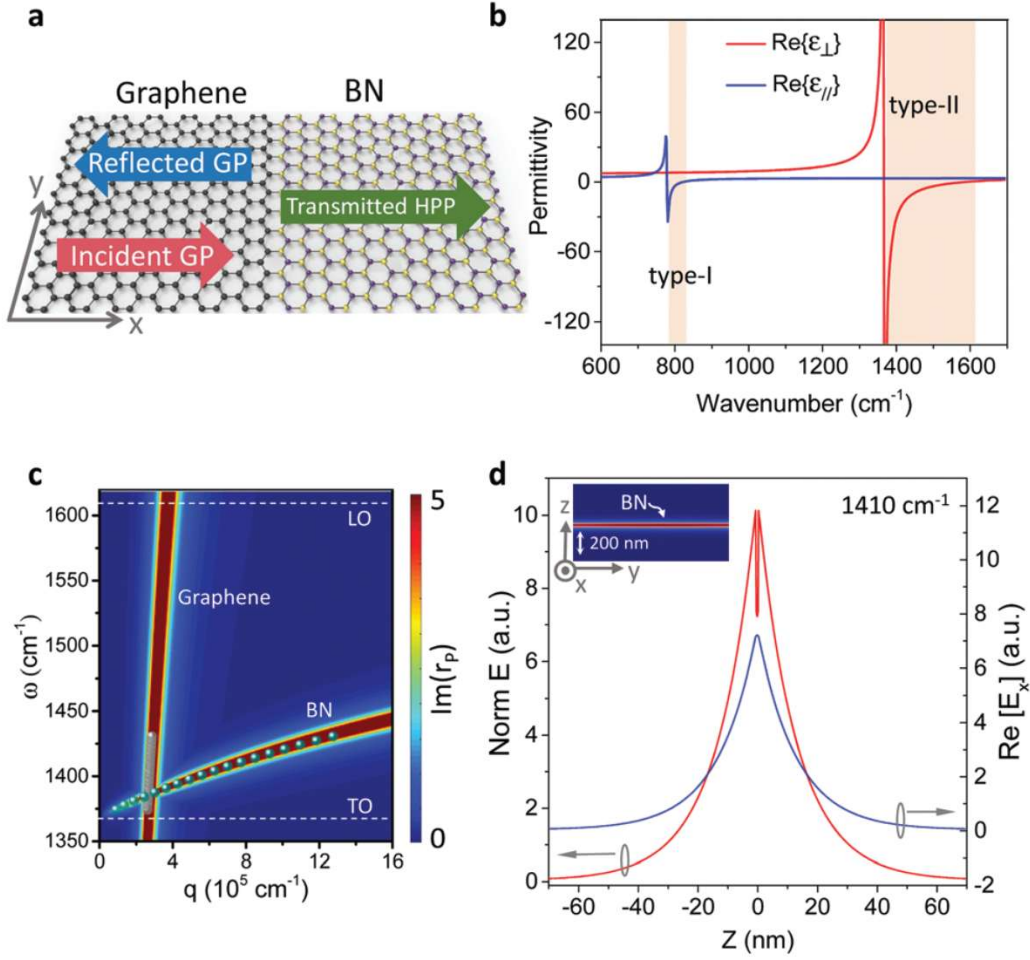 a
Graphene
BN
Reflected GP
Transmitted HPP
Incident GP
y
x
b
Re{ε⊥}
Re{ε//}
type-II
type-I
120
60
0
-60
-120
Permittivity
600
800
1000
1200
1400
1600
Wavenumber (cm⁻¹)
c
1600
1550
1500
1450
1400
1350
ω (cm⁻¹)
LO
Graphene
BN
TO
0
4
8
12
16
q (10⁵ cm⁻¹)
5
0
Im(rₚ)
d
1410 cm⁻¹
BN
200 nm
z
x
y
10
8
6
4
2
0
Norm E (a.u.)
12
10
8
6
4
2
0
-2
Re [Eₓ] (a.u.)
-60
-40
-20
0
20
40
60
Z (nm)